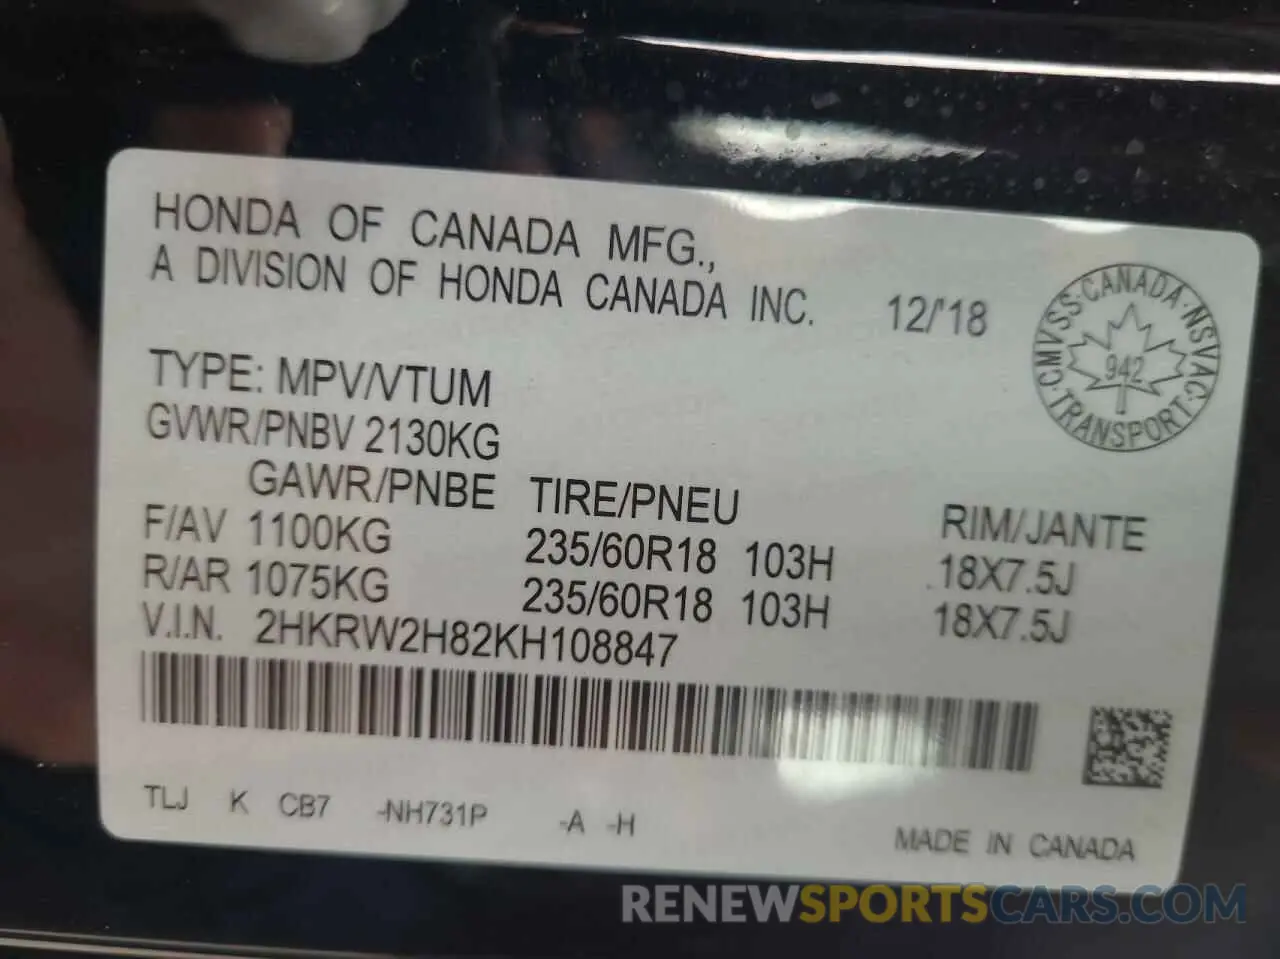 HONDA OF CANADA MFG.,
A DIVISION OF HONDA CANADA INC. 12/'18
CMVSS·CANADA·NSVAC·TRANSPORT·
942
TYPE: MPV/VTUM
GVWR/PNBV 2130KG
GAWR/PNBE TIRE/PNEU RIM/JANTE
F/AV 1100KG 235/60R18 103H 18X7.5J
R/AR 1075KG 235/60R18 103H 18X7.5J
V.I.N. 2HKRW2H82KH108847
TLJ K CB7 -NH731P -A -H
MADE IN CANADA
RENEWSPORTSCARS.COM